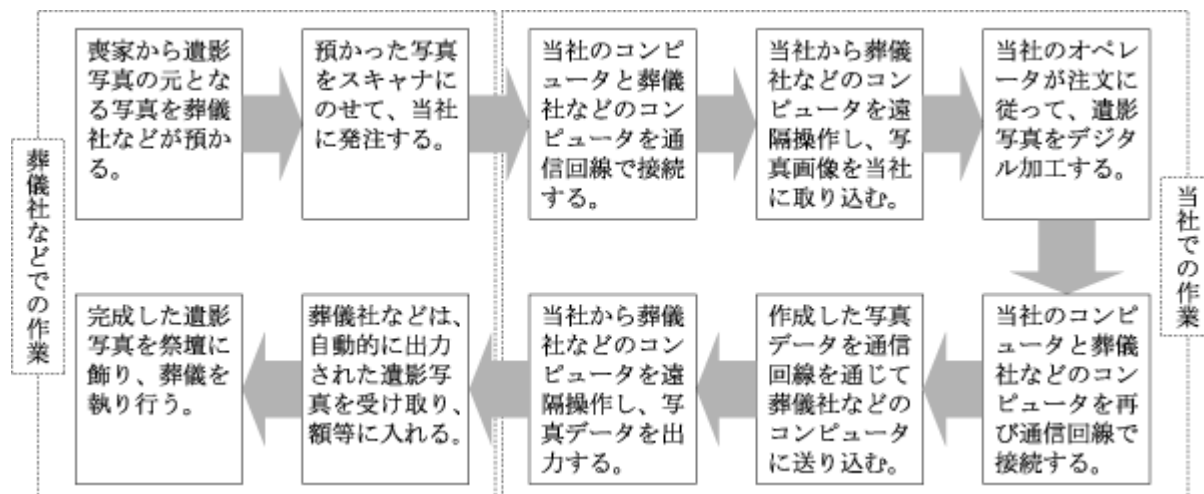 喪家から遺影
写真の元とな
る写真を葬儀
社などが預か
る。
預かった写真
をスキャナに
のせて、当社
に発注する。
当社のコンピ
ュータと葬儀
社などのコン
ピュータを通
信回線で接続
する。
当社から葬儀
社などのコン
ピュータを遠
隔操作し、写
真画像を当社
に取り込む。
当社のオペレ
ータが注文に
従って、遺影
写真をデジタ
ル加工する。
当社のコンピ
ュータと葬儀
社などのコン
ピュータを再
び通信回線で
接続する。
作成した写真
データを通信
回線を通じて
葬儀社などの
コンピュータ
に送り込む。
当社から葬儀
社などのコン
ピュータを遠
隔操作し、写
真データを出
力する。
葬儀社などは、
自動的に出力
された遺影写
真を受け取り、
額等に入れる。
完成した遺影
写真を祭壇に
飾り、葬儀を
執り行う。
葬儀社などでの作業
当社での作業